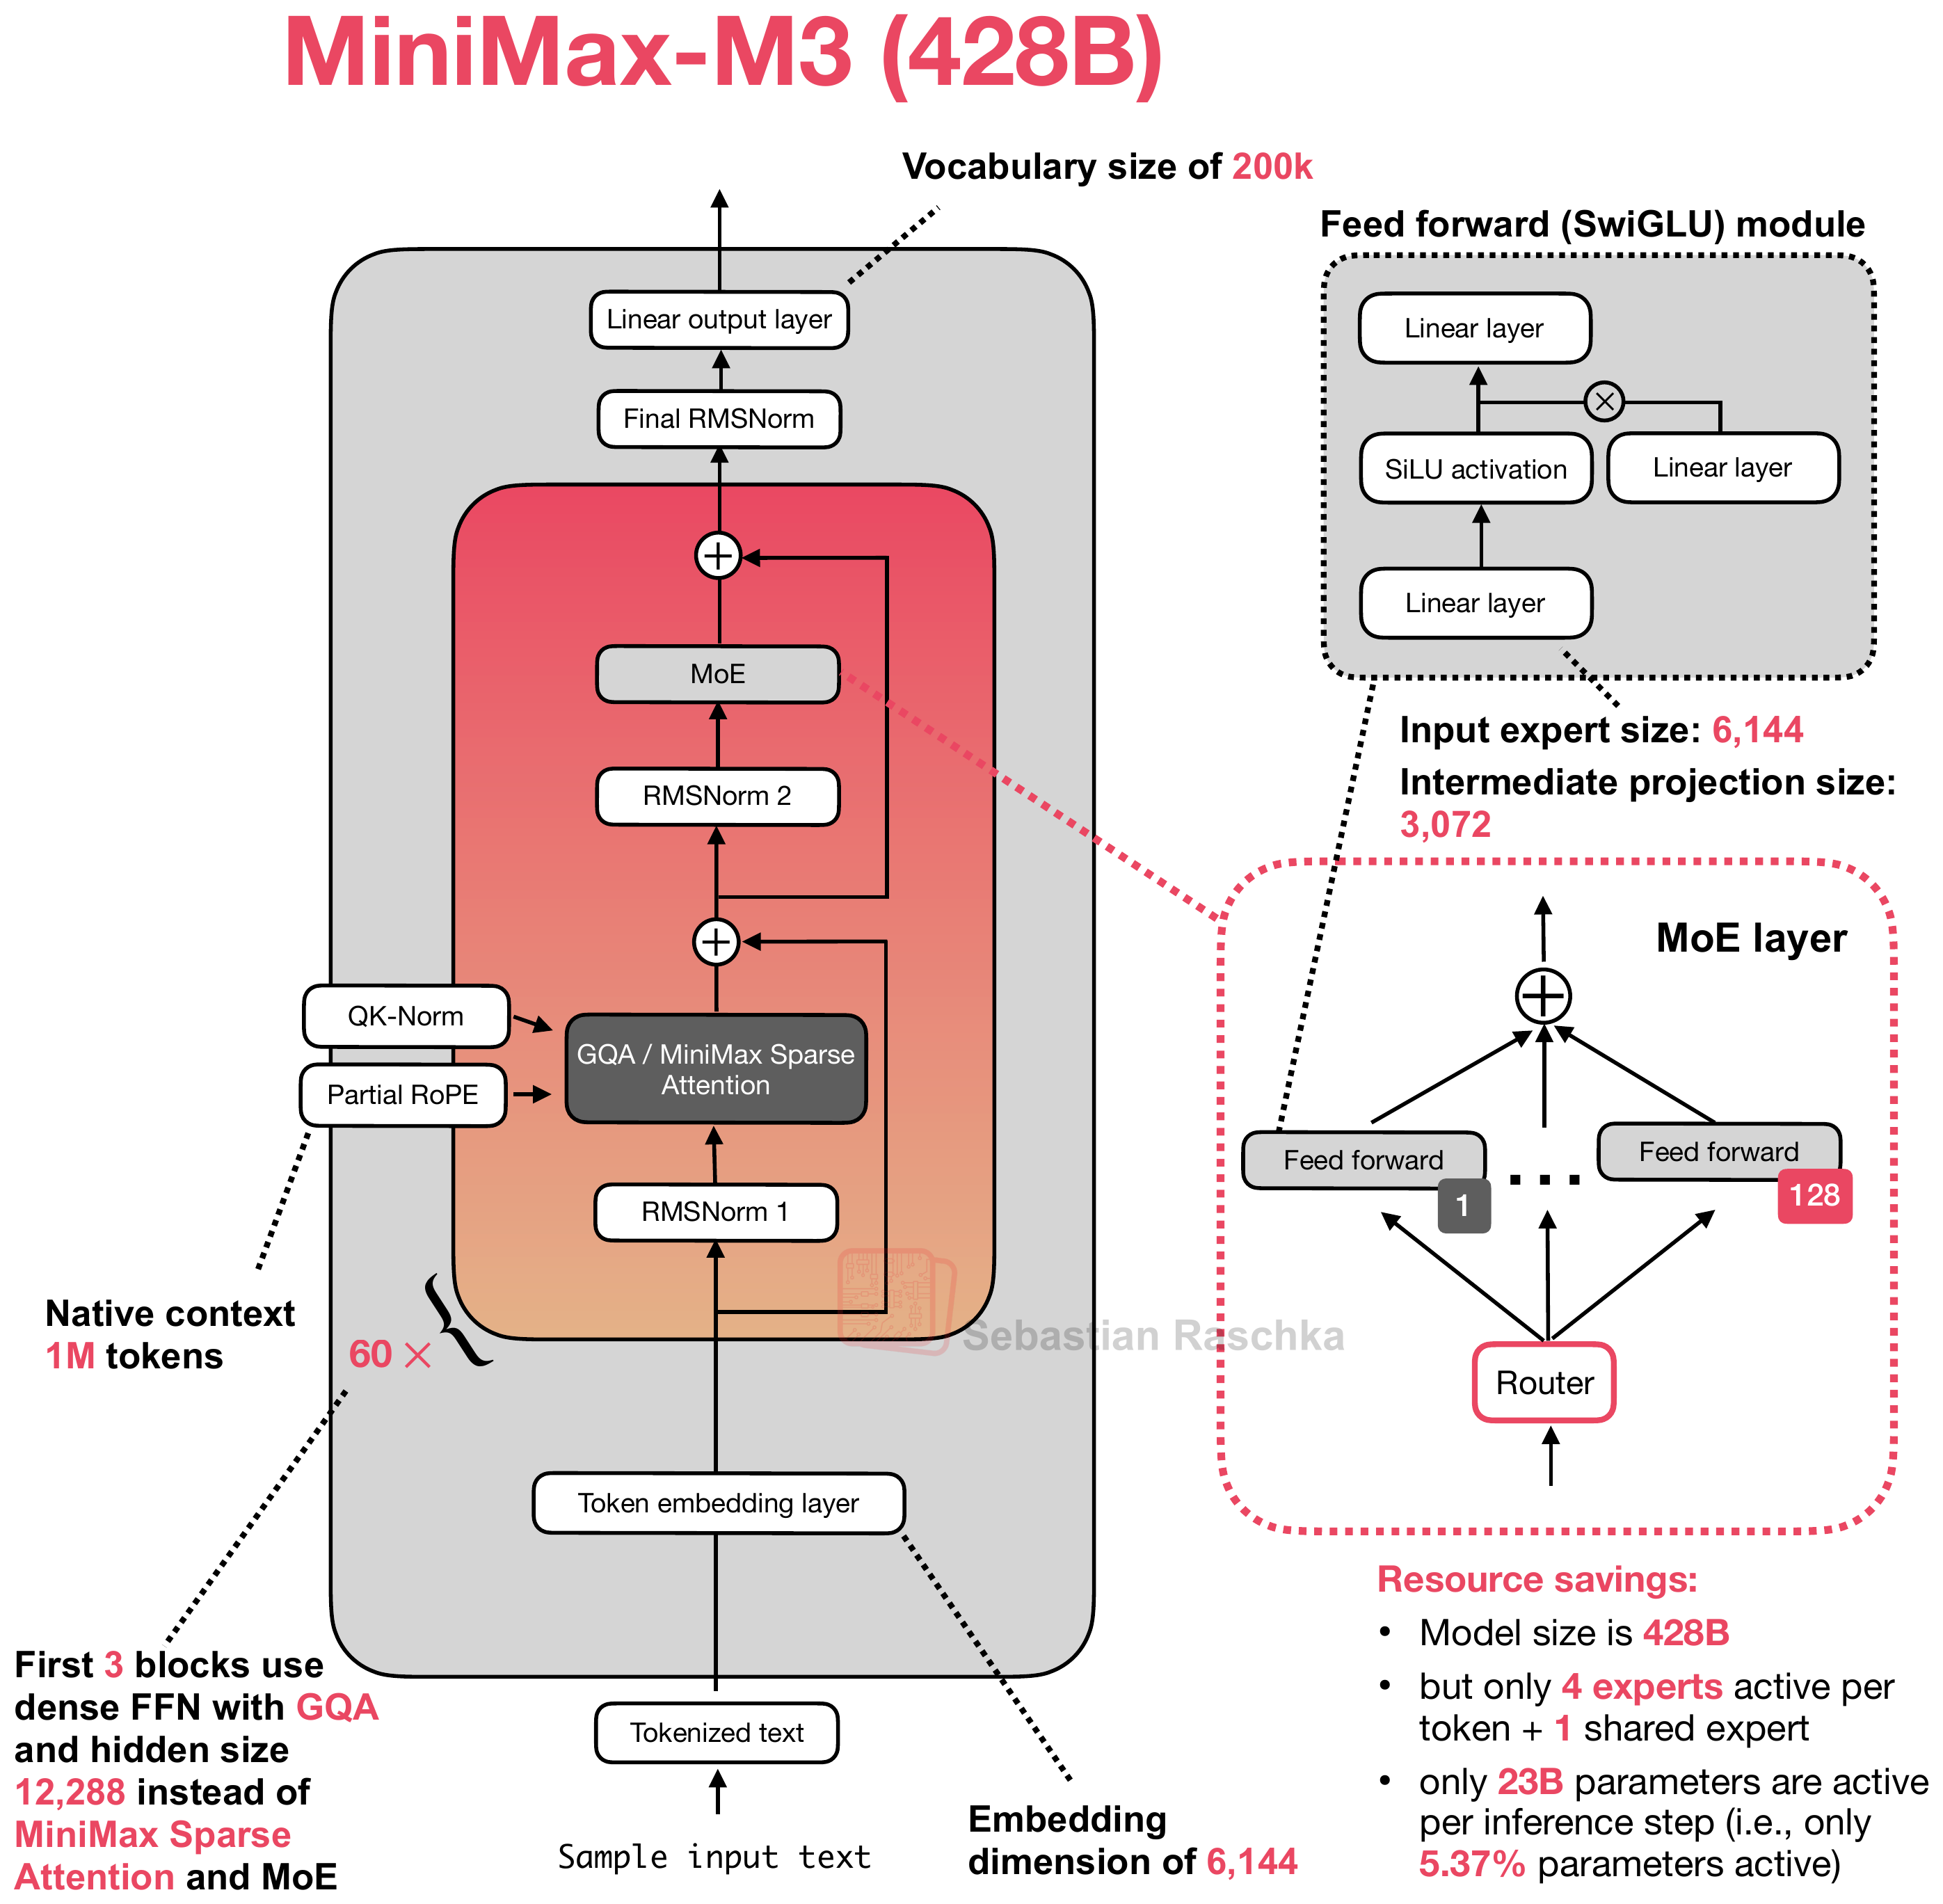 MiniMax-M3 (428B)
Vocabulary size of 200k
Linear output layer
Final RMSNorm
MoE
RMSNorm 2
QK-Norm
Partial RoPE
GQA / MiniMax Sparse
Attention
RMSNorm 1
Native context
1M tokens
60 ×
Sebastian Raschka
Token embedding layer
Tokenized text
Sample input text
First 3 blocks use
dense FFN with GQA
and hidden size
12,288 instead of
MiniMax Sparse
Attention and MoE
Embedding
dimension of 6,144
Feed forward (SwiGLU) module
Linear layer
SiLU activation
Linear layer
Linear layer
Input expert size: 6,144
Intermediate projection size:
3,072
MoE layer
Feed forward
1
. . .
Feed forward
128
Router
Resource savings:
• Model size is 428B
• but only 4 experts active per
token + 1 shared expert
• only 23B parameters are active
per inference step (i.e., only
5.37% parameters active)